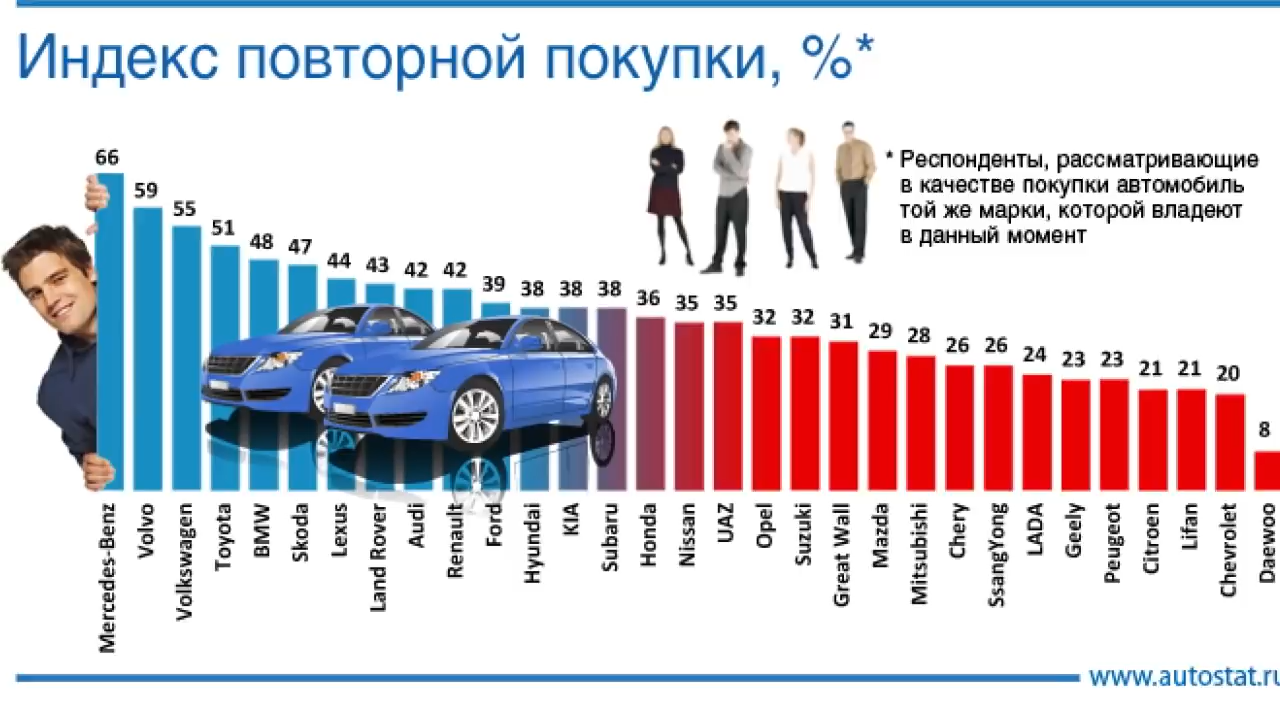 Индекс повторной покупки, %*
* Респонденты, рассматривающие
в качестве покупки автомобиль
той же марки, которой владеют
в данный момент
66
59
55
51
48
47
44
43
42
42
39
38
38
38
36
35
35
32
32
31
29
28
26
26
24
23
23
21
21
20
8
Mercedes-Benz
Volvo
Volkswagen
Toyota
BMW
Skoda
Lexus
Land Rover
Audi
Renault
Ford
Hyundai
KIA
Subaru
Honda
Nissan
UAZ
Opel
Suzuki
Great Wall
Mazda
Mitsubishi
Chery
SsangYong
LADA
Geely
Peugeot
Citroen
Lifan
Chevrolet
Daewoo
www.autostat.ru